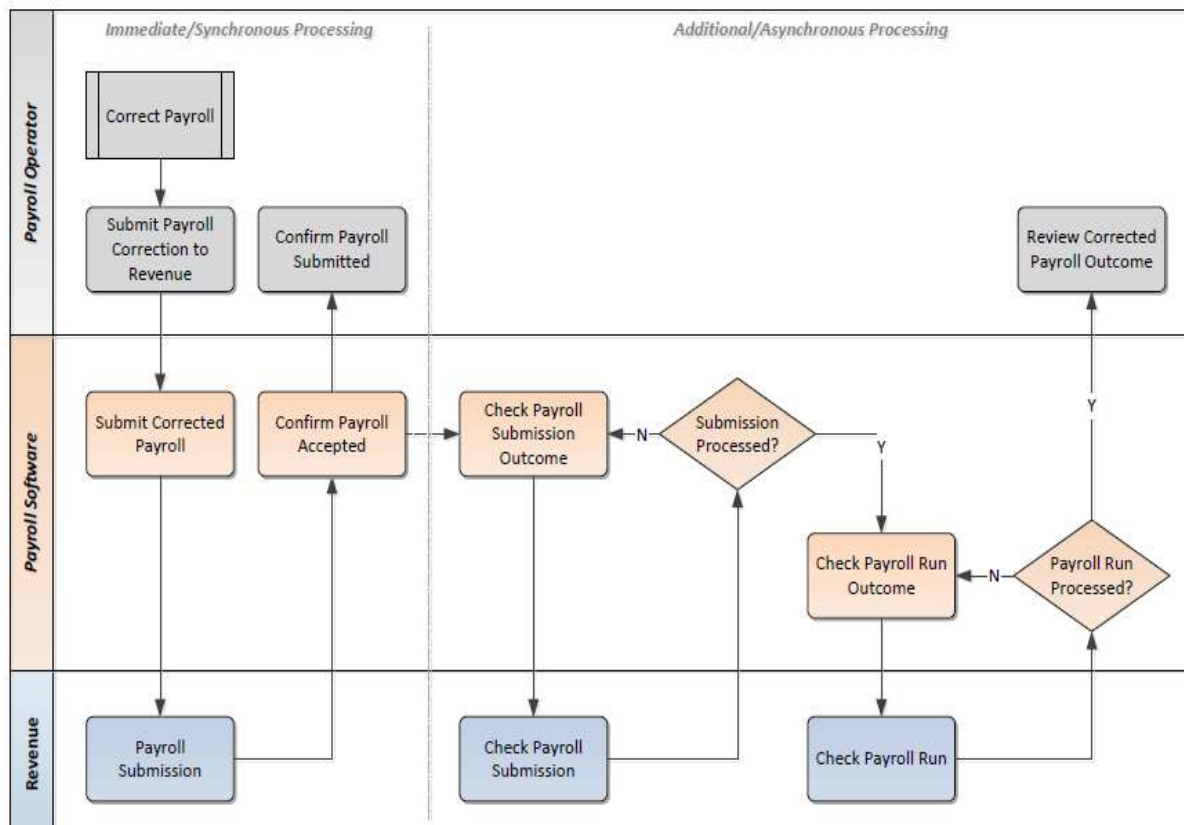 Immediate/Synchronous Processing
Additional/Asynchronous Processing
Payroll Operator
Correct Payroll
Submit Payroll
Correction to
Revenue
Confirm Payroll
Submitted
Review Corrected
Payroll Outcome
Payroll Software
Submit Corrected
Payroll
Confirm Payroll
Accepted
Check Payroll
Submission
Outcome
N
Submission
Processed?
Y
Y
Check Payroll Run
Outcome
N
Payroll Run
Processed?
Revenue
Payroll
Submission
Check Payroll
Submission
Check Payroll Run